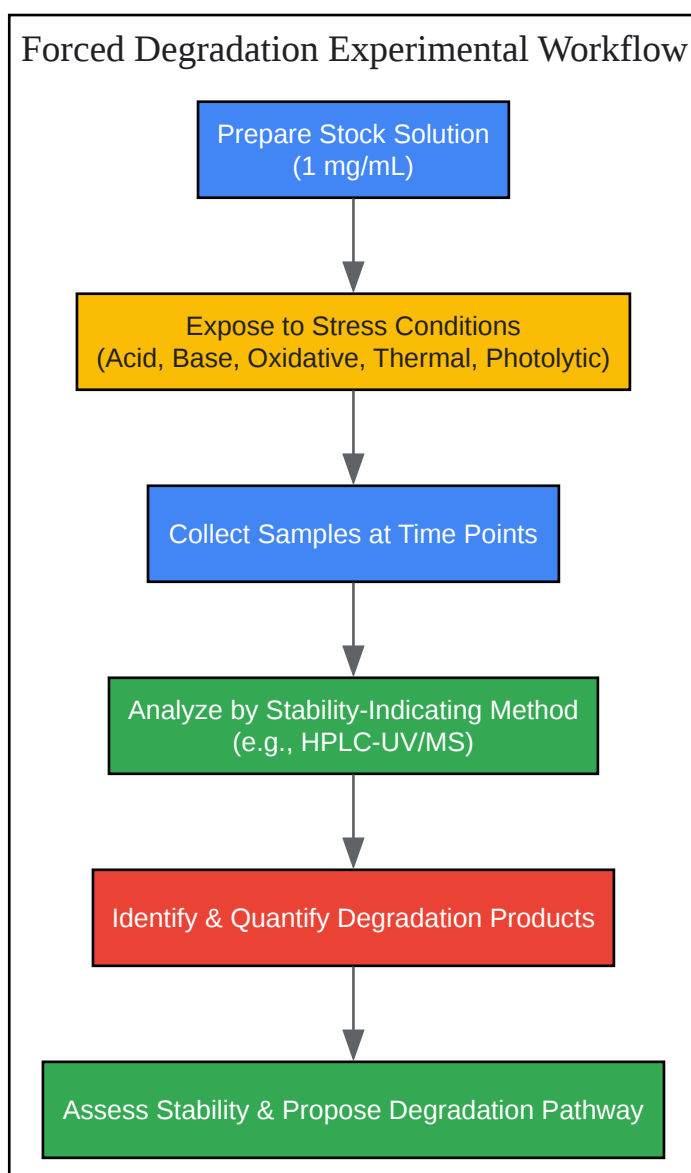 Forced Degradation Experimental Workflow
Prepare Stock Solution
(1 mg/mL)
Expose to Stress Conditions
(Acid, Base, Oxidative, Thermal, Photolytic)
Collect Samples at Time Points
Analyze by Stability-Indicating Method
(e.g., HPLC-UV/MS)
Identify & Quantify Degradation Products
Assess Stability & Propose Degradation Pathway